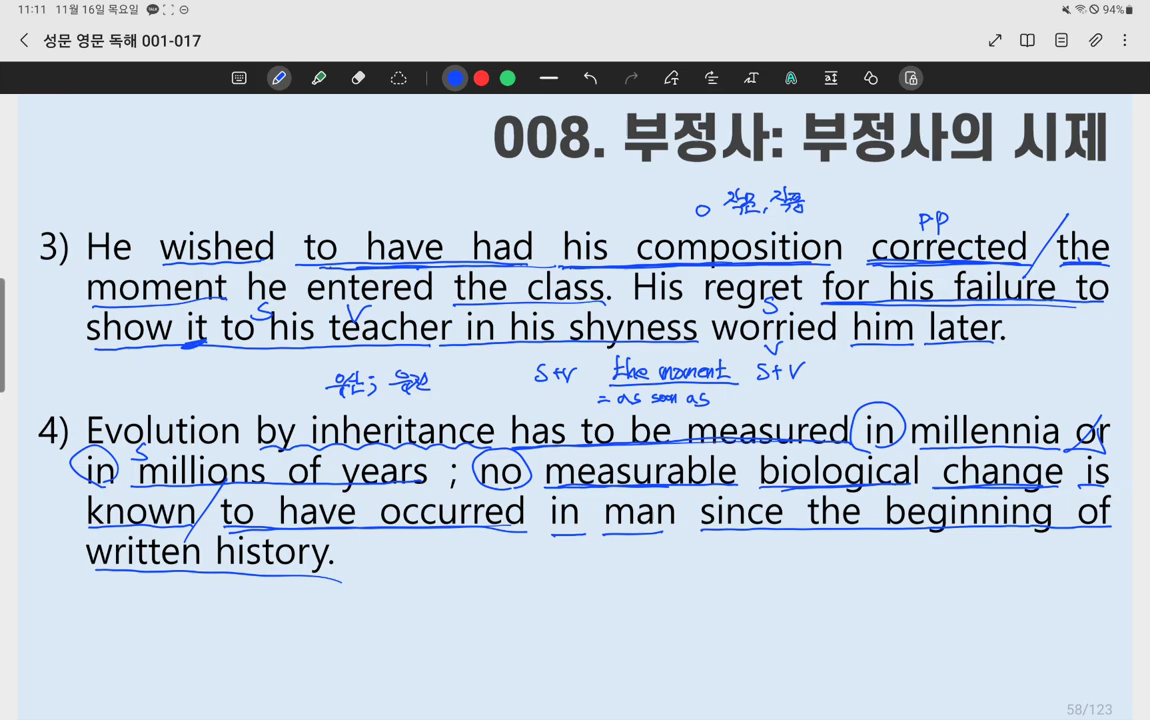 11:11 11월 16일 목요일 94%
성문 영문 독해 001-017
008. 부정사: 부정사의 시제
O 작문, 작품
pp
3) He wished to have had his composition corrected the
moment he entered the class. His regret for his failure to
S V S
show it to his teacher in his shyness worried him later.
V
S+V the moment S+V
= as soon as
4) Evolution by inheritance has to be measured in millennia or
S
in millions of years ; no measurable biological change is
known to have occurred in man since the beginning of
written history.
58/123